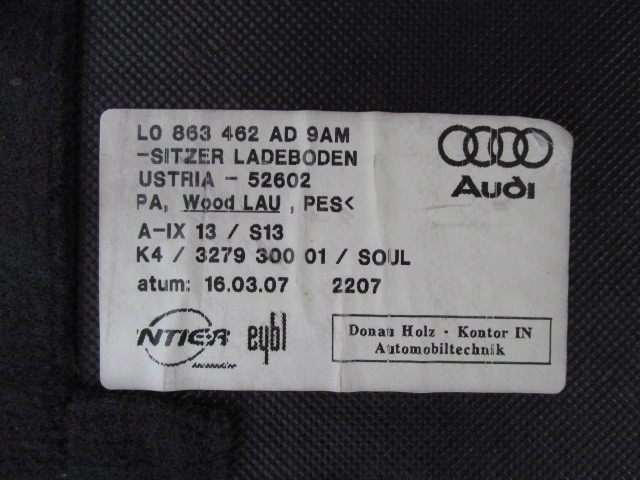 L0 863 462 AD 9AM
-SITZER LADEBODEN
USTRIA - 52602
PA, Wood LAU , PES<
A-IX 13 / S13
K4 / 3279 300 01 / SOUL
atum: 16.03.07 2207
Audi
NTIER
eybl
Donau Holz - Kontor IN
Automobiltechnik